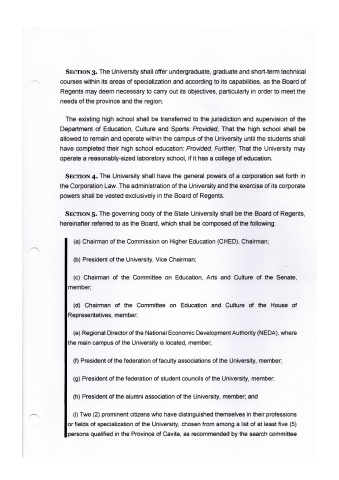 SECTION 3. The University shall offer undergraduate, graduate and short-term technical
courses within its areas of specialization and according to its capabilities, as the Board of
Regents may deem necessary to carry out its objectives, particularly in order to meet the
needs of the province and the region.
The existing high school shall be transferred to the jurisdiction and supervision of the
Department of Education, Culture and Sports: Provided, That the high school shall be
allowed to remain and operate within the campus of the University until the students shall
have completed their high school education: Provided, Further, That the University may
operate a reasonably-sized laboratory school, if it has a college of education.
SECTION 4. The University shall have the general powers of a corporation set forth in
the Corporation Law. The administration of the University and the exercise of its corporate
powers shall be vested exclusively in the Board of Regents.
SECTION 5. The governing body of the State University shall be the Board of Regents,
hereinafter referred to as the Board, which shall be composed of the following:
(a) Chairman of the Commission on Higher Education (CHED), Chairman;
(b) President of the University, Vice Chairman;
(c) Chairman of the Committee on Education, Arts and Culture of the Senate,
member;
(d) Chairman of the Committee on Education and Culture of the House of
Representatives, member;
(e) Regional Director of the National Economic Development Authority (NEDA), where
the main campus of the University is located, member;
(f) President of the federation of faculty associations of the University, member;
(g) President of the federation of student councils of the University, member;
(h) President of the alumni association of the University, member; and
(i) Two (2) prominent citizens who have distinguished themselves in their professions
or fields of specialization of the University, chosen from among a list of at least five (5)
persons qualified in the Province of Cavite, as recommended by the search committee